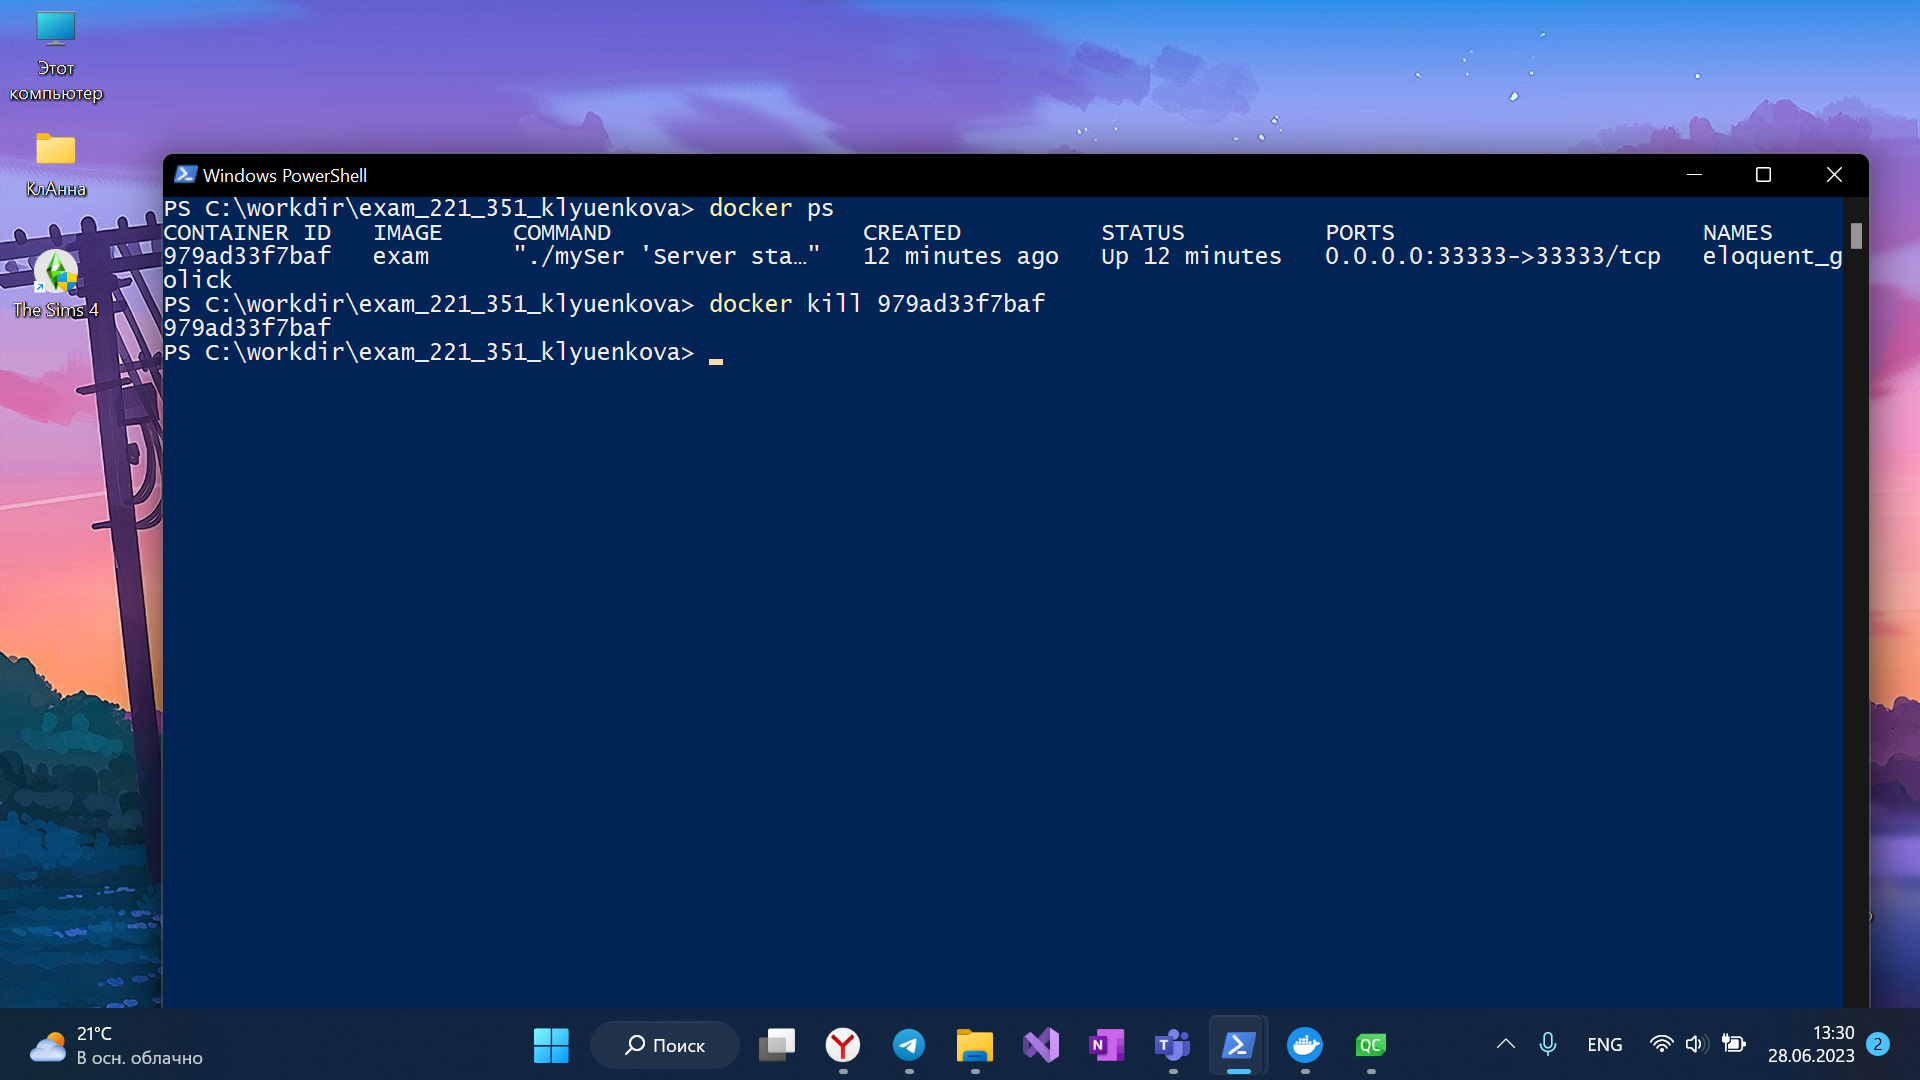 Этот
компьютер
КлАнна
The Sims 4
Windows PowerShell
PS C:\workdir\exam_221_351_klyuenkova> docker ps
CONTAINER ID   IMAGE     COMMAND                  CREATED          STATUS          PORTS                      NAMES
979ad33f7baf   exam      "./mySer 'Server sta…"   12 minutes ago   Up 12 minutes   0.0.0.0:33333->33333/tcp   eloquent_g
olick
PS C:\workdir\exam_221_351_klyuenkova> docker kill 979ad33f7baf
979ad33f7baf
PS C:\workdir\exam_221_351_klyuenkova>
21°C
В осн. облачно
Поиск
ENG
13:30
28.06.2023
2